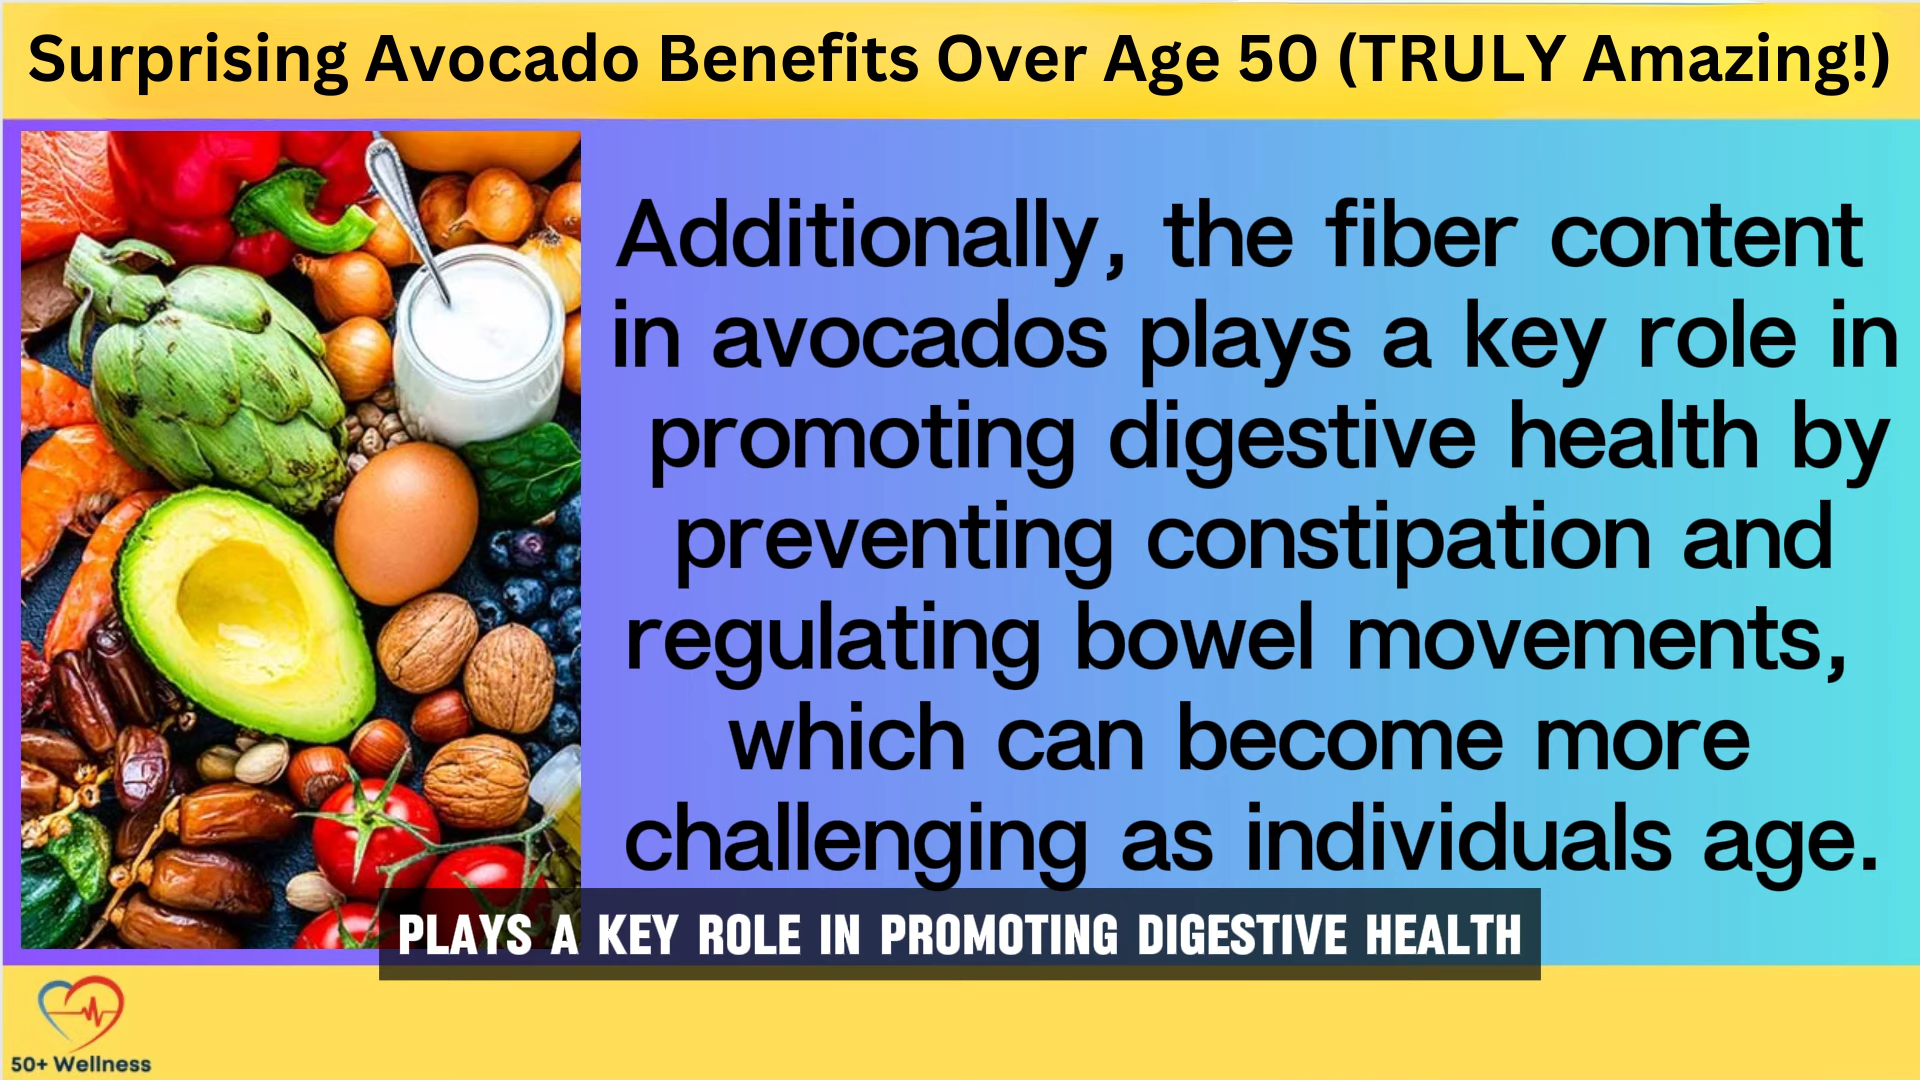 Surprising Avocado Benefits Over Age 50 (TRULY Amazing!)
Additionally, the fiber content
in avocados plays a key role in
promoting digestive health by
preventing constipation and
regulating bowel movements,
which can become more
challenging as individuals age.
PLAYS A KEY ROLE IN PROMOTING DIGESTIVE HEALTH
50+ Wellness